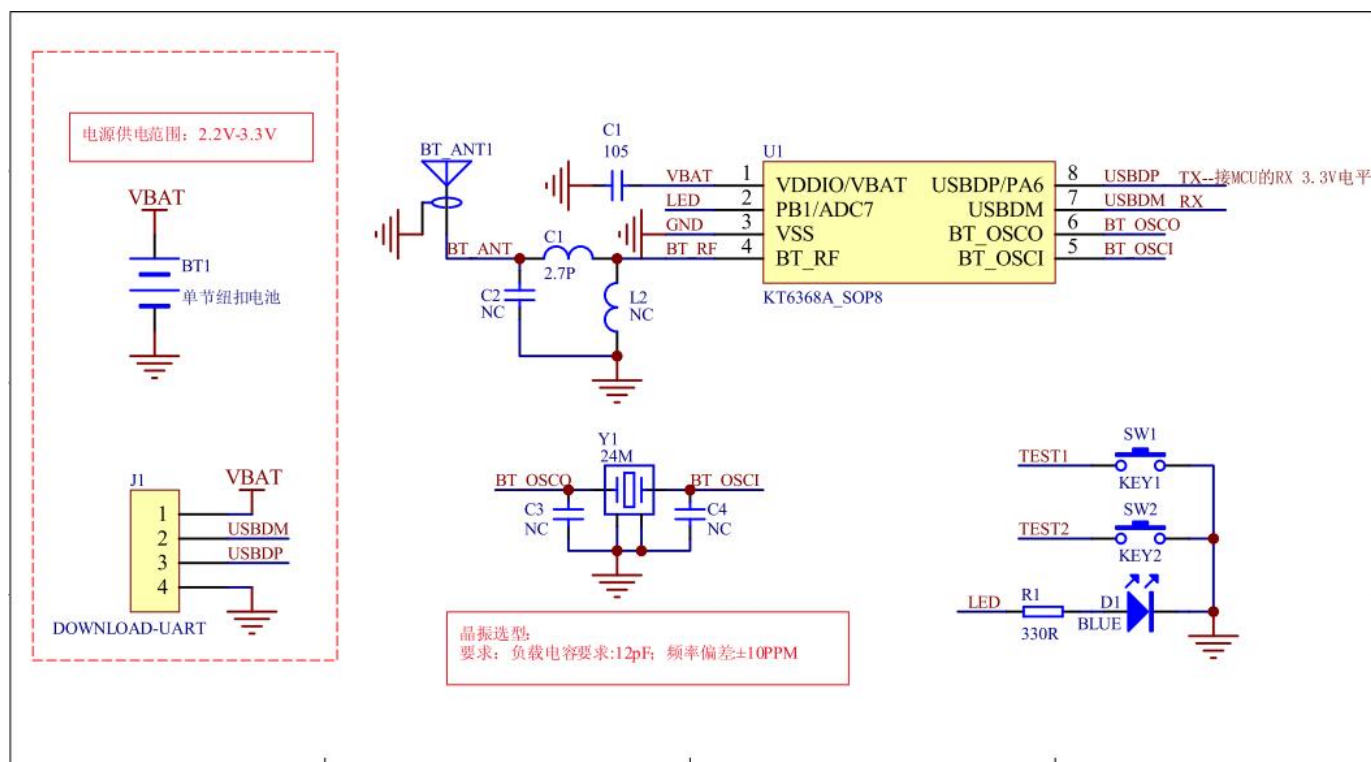 电源供电范围：2.2V-3.3V
VBAT
BT1
单节纽扣电池
J1
VBAT
1
2
3
4
USBDM
USBDP
DOWNLOAD-UART
BT_ANT1
BT_ANT
C1
2.7P
C2
NC
L2
NC
C1
105
VBAT
LED
GND
BT_RF
U1
1
2
3
4
VDDIO/VBAT
PB1/ADC7
VSS
BT_RF
USBDP/PA6
USBDM
BT_OSCO
BT_OSCI
8
7
6
5
USBDP
TX--接MCU的RX 3.3V电平
USBDM
RX
BT_OSCO
BT_OSCI
KT6368A_SOP8
Y1
24M
BT_OSCO
BT_OSCI
C3
NC
C4
NC
晶振选型:
要求：负载电容要求:12pF；频率偏差±10PPM
SW1
TEST1
KEY1
SW2
TEST2
KEY2
LED
R1
330R
D1
BLUE